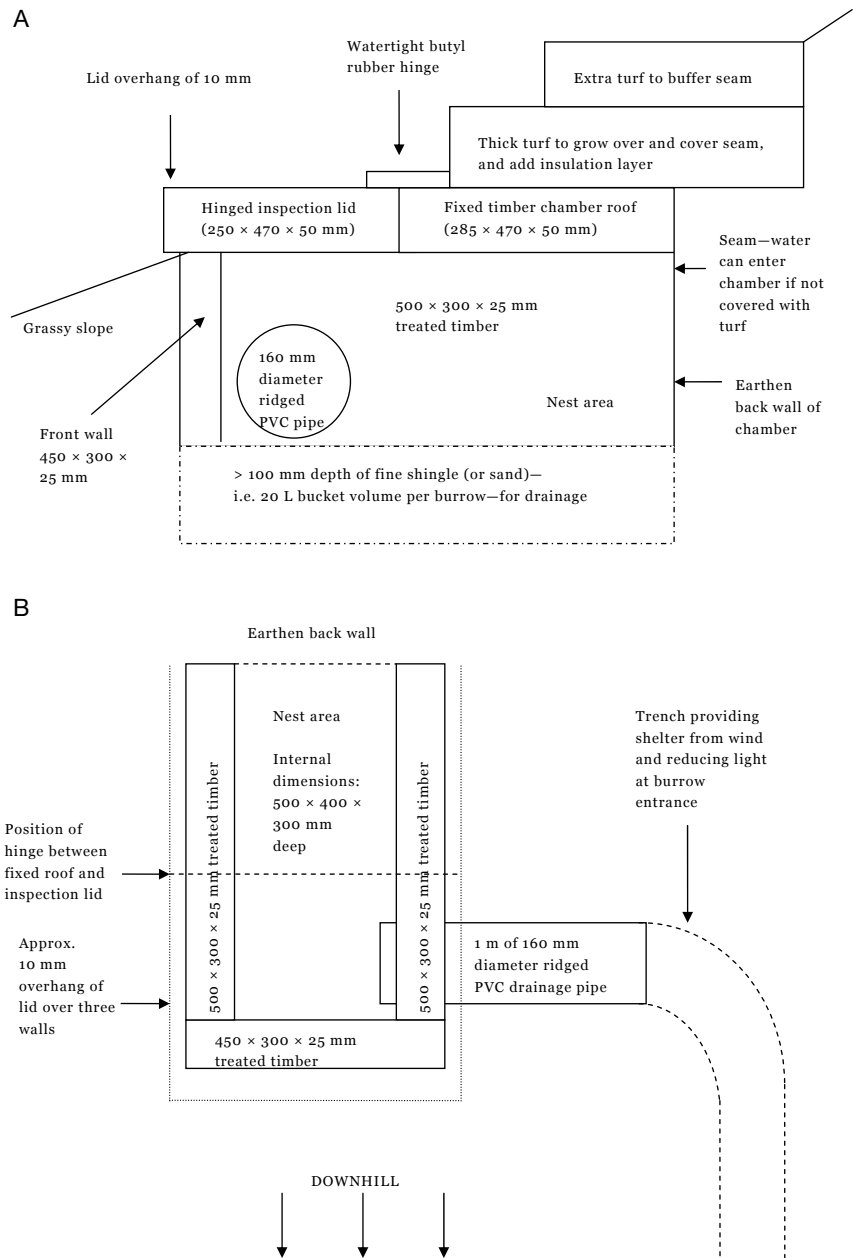 A
Watertight butyl
rubber hinge
Lid overhang of 10 mm
Extra turf to buffer seam
Thick turf to grow over and cover seam,
and add insulation layer
Hinged inspection lid
(250 × 470 × 50 mm)
Fixed timber chamber roof
(285 × 470 × 50 mm)
Seam—water
can enter
chamber if not
covered with
turf
500 × 300 × 25 mm
treated timber
Grassy slope
160 mm
diameter
ridged
PVC pipe
Nest area
Earthen
back wall of
chamber
Front wall
450 × 300 ×
25 mm
> 100 mm depth of fine shingle (or sand)—
i.e. 20 L bucket volume per burrow—for drainage
B
Earthen back wall
Nest area
Internal
dimensions:
500 × 400 ×
300 mm
deep
500 × 300 × 25 mm treated timber
500 × 300 × 25 mm treated timber
Trench providing
shelter from wind
and reducing light
at burrow
entrance
Position of
hinge between
fixed roof and
inspection lid
Approx.
10 mm
overhang of
lid over three
walls
1 m of 160 mm
diameter ridged
PVC drainage pipe
450 × 300 × 25 mm
treated timber
DOWNHILL